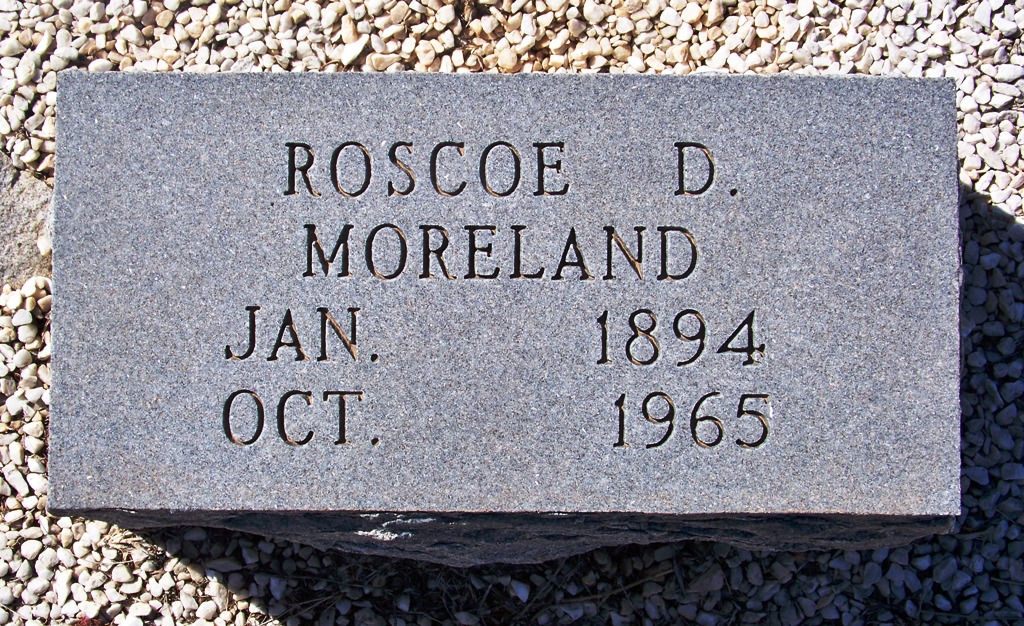 ROSCOE D.
MORELAND
JAN. 1894
OCT. 1965